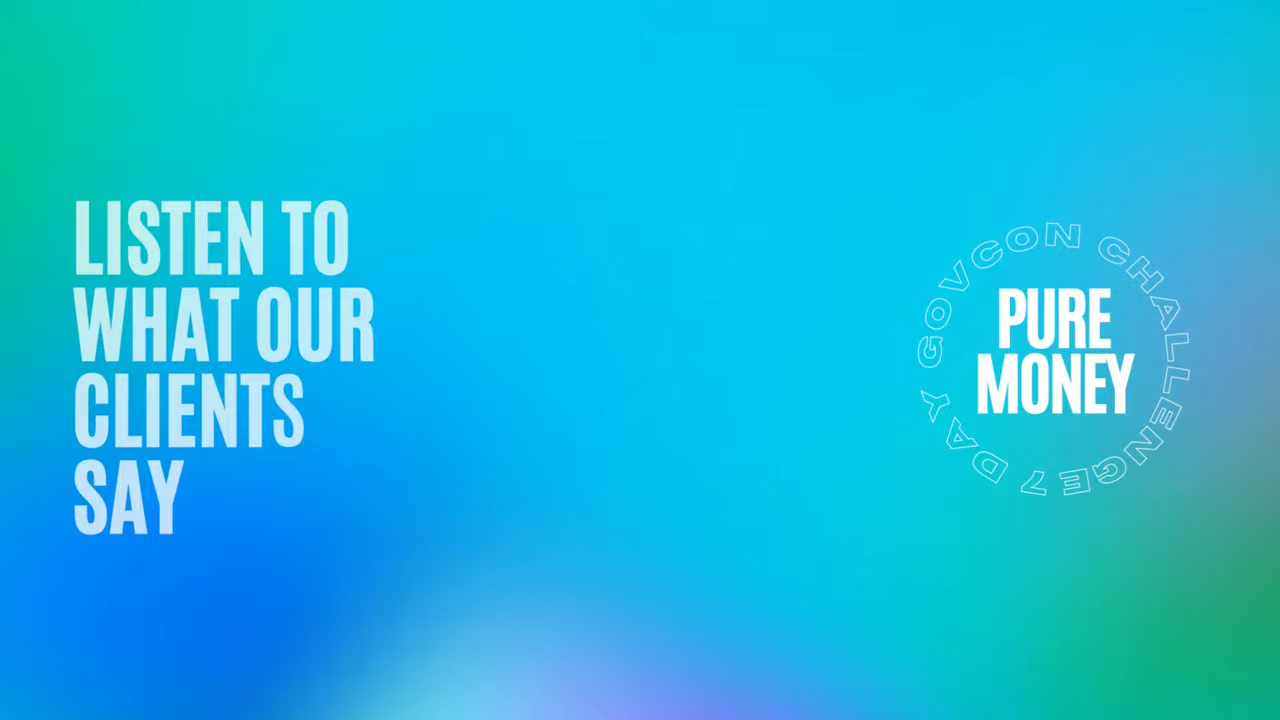 LISTEN TO
WHAT OUR
CLIENTS
SAY
PURE
MONEY
7 DAY GOVCON CHALLENGE